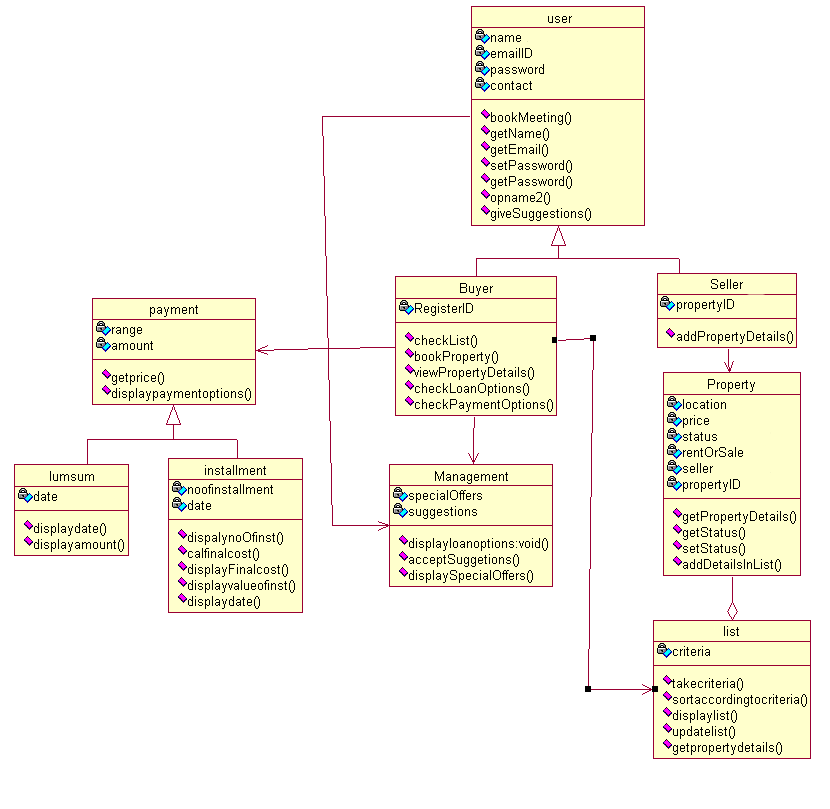 user
name
emailID
password
contact
bookMeeting()
getName()
getEmail()
setPassword()
getPassword()
opname2()
giveSuggestions()
Buyer
RegisterID
checkList()
bookProperty()
viewPropertyDetails()
checkLoanOptions()
checkPaymentOptions()
Seller
propertyID
addPropertyDetails()
payment
range
amount
getprice()
displaypaymentoptions()
Property
location
price
status
rentOrSale
seller
propertyID
getPropertyDetails()
getStatus()
setStatus()
addDetailsInList()
lumsum
date
displaydate()
displayamount()
installment
noofinstallment
date
dispalynoOfinst()
calfinalcost()
displayFinalcost()
displayvalueofinst()
displaydate()
Management
specialOffers
suggestions
displayloanoptions:void()
acceptSuggetions()
displaySpecialOffers()
list
criteria
takecriteria()
sortaccordingtocriteria()
displaylist()
updatelist()
getpropertydetails()